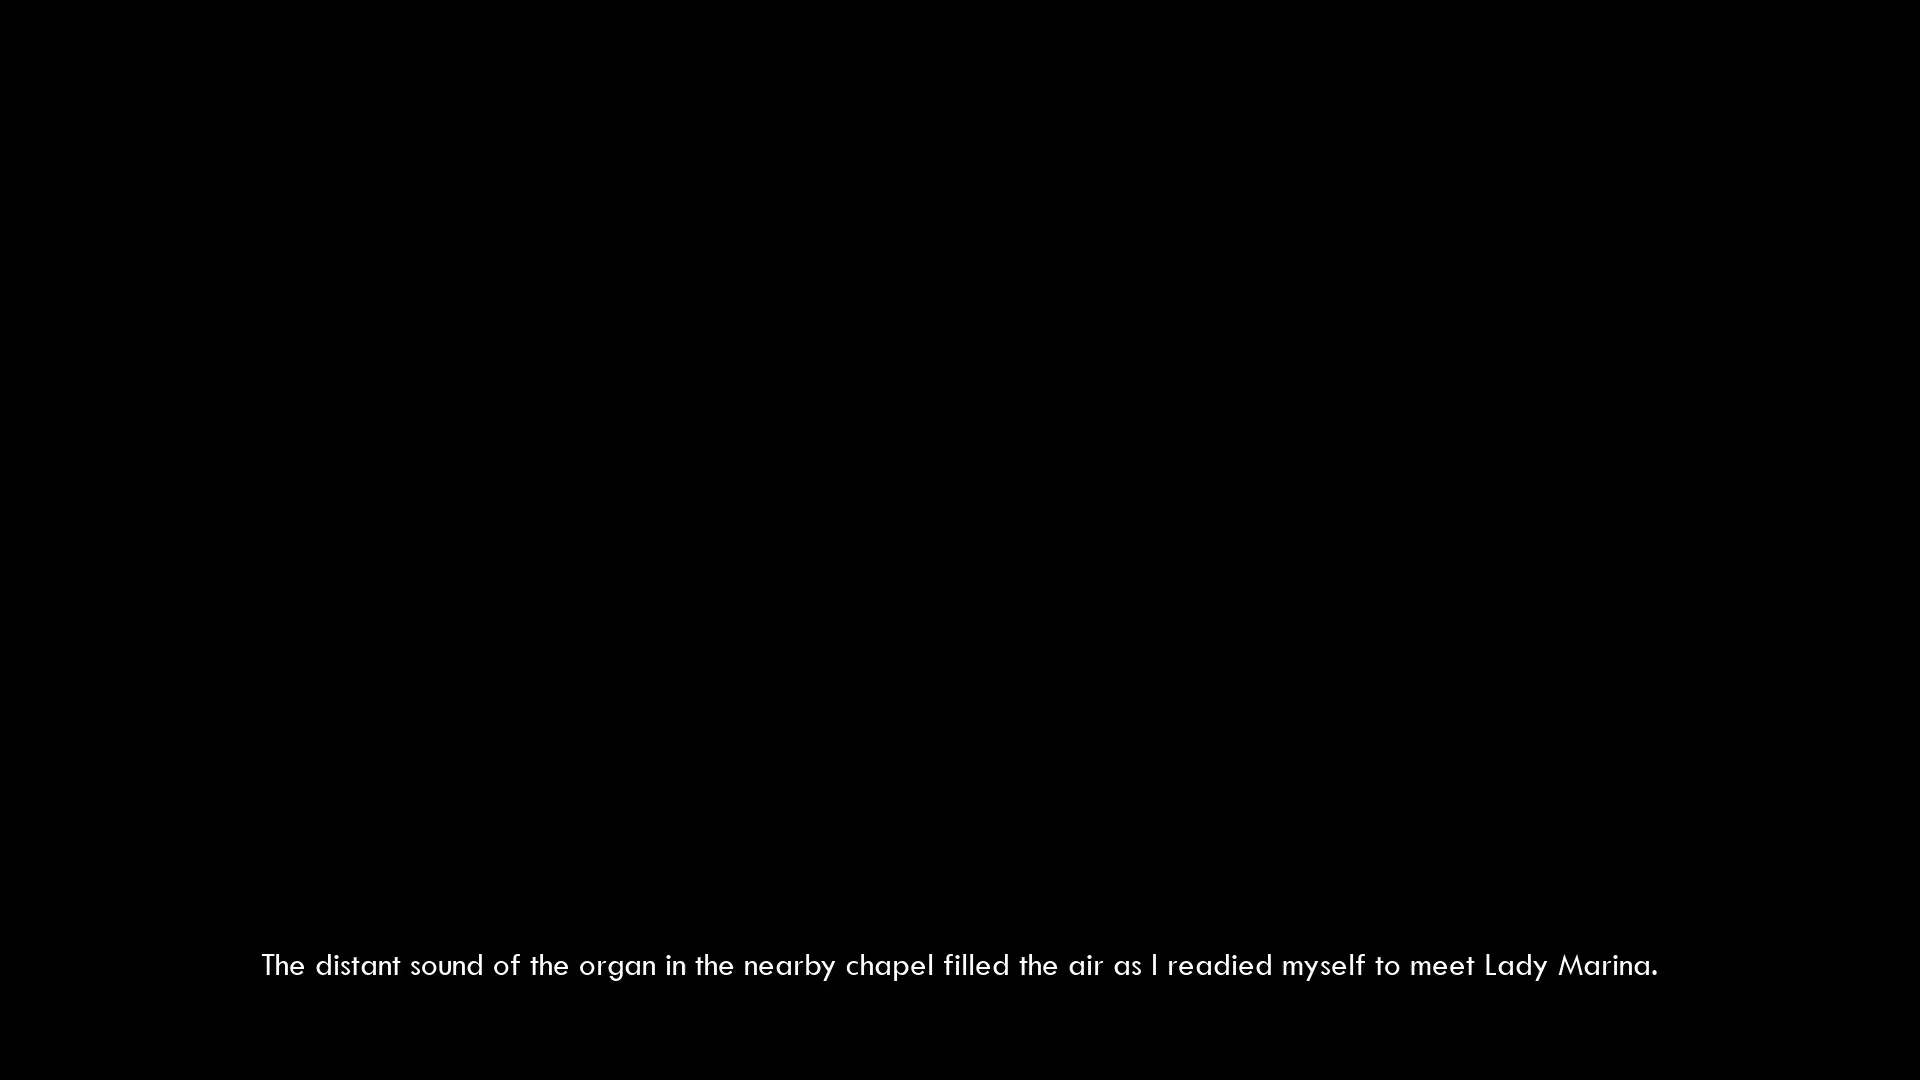 The distant sound of the organ in the nearby chapel filled the air as I readied myself to meet Lady Marina.